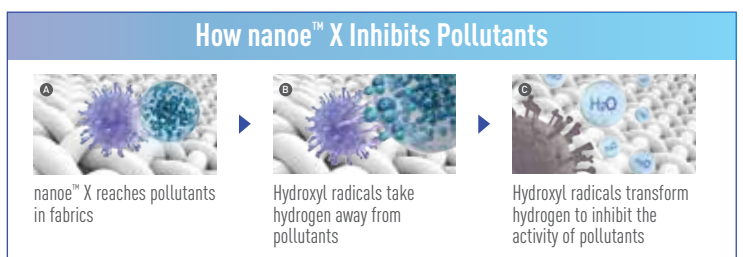 How nanoe™ X Inhibits Pollutants
A
nanoe™ X reaches pollutants
in fabrics
B
Hydroxyl radicals take
hydrogen away from
pollutants
C
H₂O
Hydroxyl radicals transform
hydrogen to inhibit the
activity of pollutants